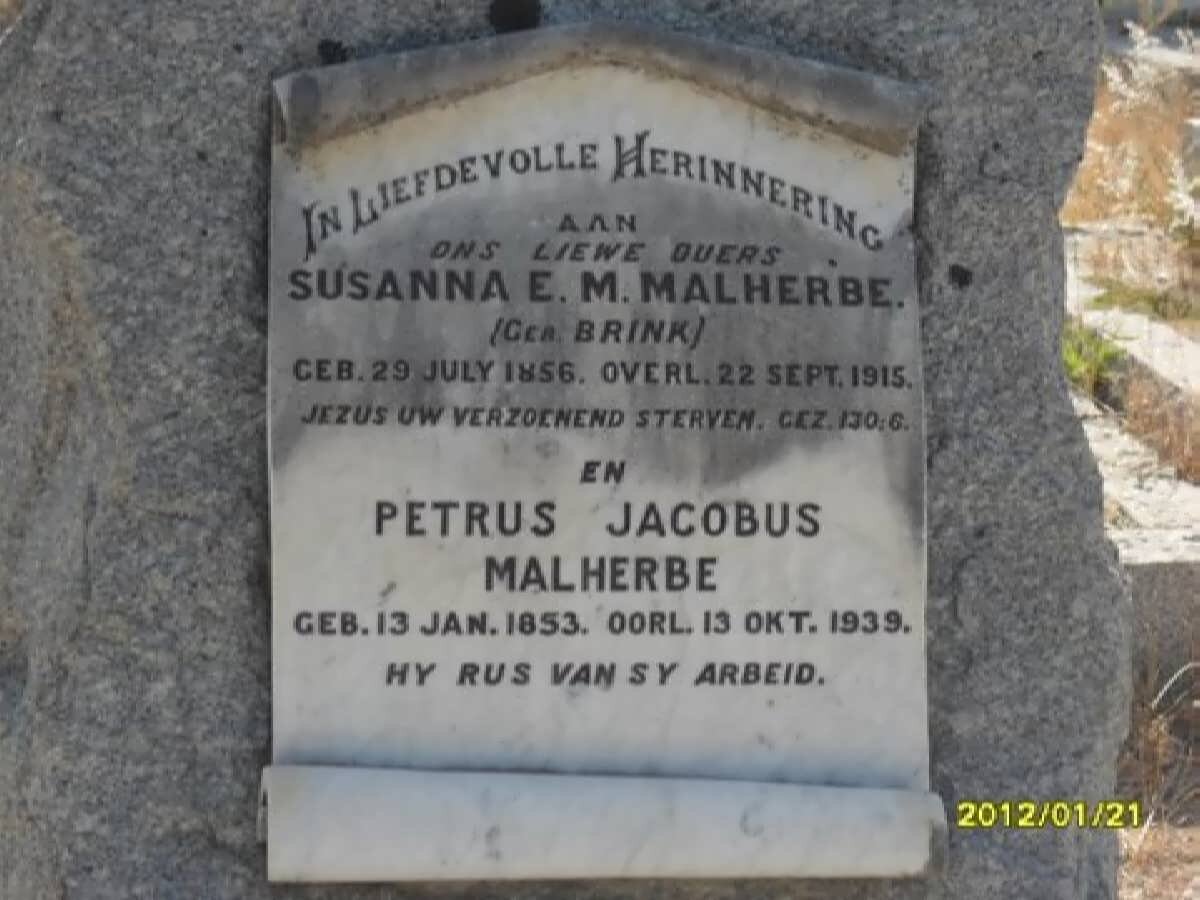 IN LIEFDEVOLLE HERINNERING
AAN
ONS LIEWE OUERS
SUSANNA E. M. MALHERBE.
(GEB. BRINK)
GEB. 29 JULY 1856. OVERL. 22 SEPT. 1915.
JEZUS UW VERZOENEND STERVEN. GEZ. 130:6.
EN
PETRUS JACOBUS
MALHERBE
GEB. 13 JAN. 1853. OORL. 13 OKT. 1939.
HY RUS VAN SY ARBEID.
2012/01/21